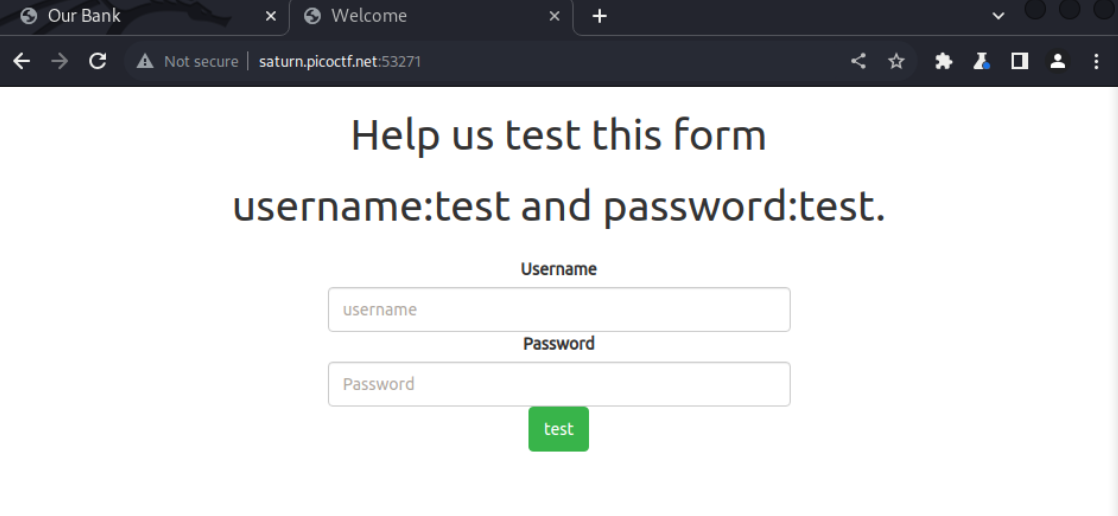 Our Bank
Welcome
Not secure saturn.picoctf.net:53271
Help us test this form
username:test and password:test.
Username
username
Password
Password
test